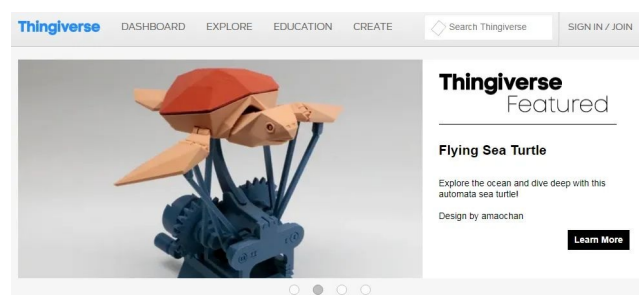 Thingiverse DASHBOARD EXPLORE EDUCATION CREATE Search Thingiverse SIGN IN / JOIN
Thingiverse
Featured
Flying Sea Turtle
Explore the ocean and dive deep with this
automata sea turtle!
Design by amaochan
Learn More